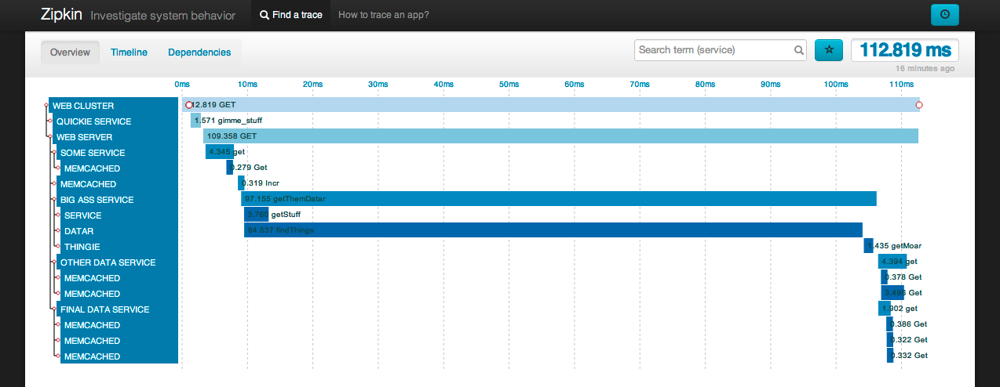 Zipkin Investigate system behavior Find a trace How to trace an app?
Overview Timeline Dependencies Search term (service) 112.819 ms
16 minutes ago
0ms 10ms 20ms 30ms 40ms 50ms 60ms 70ms 80ms 90ms 100ms 110ms
WEB CLUSTER 12.819 GET
QUICKIE SERVICE 1.571 gimme_stuff
WEB SERVER 109.358 GET
SOME SERVICE 4.345 get
MEMCACHED 0.279 Get
MEMCACHED 0.319 Incr
BIG ASS SERVICE 97.155 getThemDatar
SERVICE 3.760 getStuff
DATAR 94.537 findThings
THINGIE 1.435 getMoar
OTHER DATA SERVICE 4.394 get
MEMCACHED 0.378 Get
MEMCACHED 3.496 Get
FINAL DATA SERVICE 1.902 get
MEMCACHED 0.386 Get
MEMCACHED 0.322 Get
MEMCACHED 0.332 Get